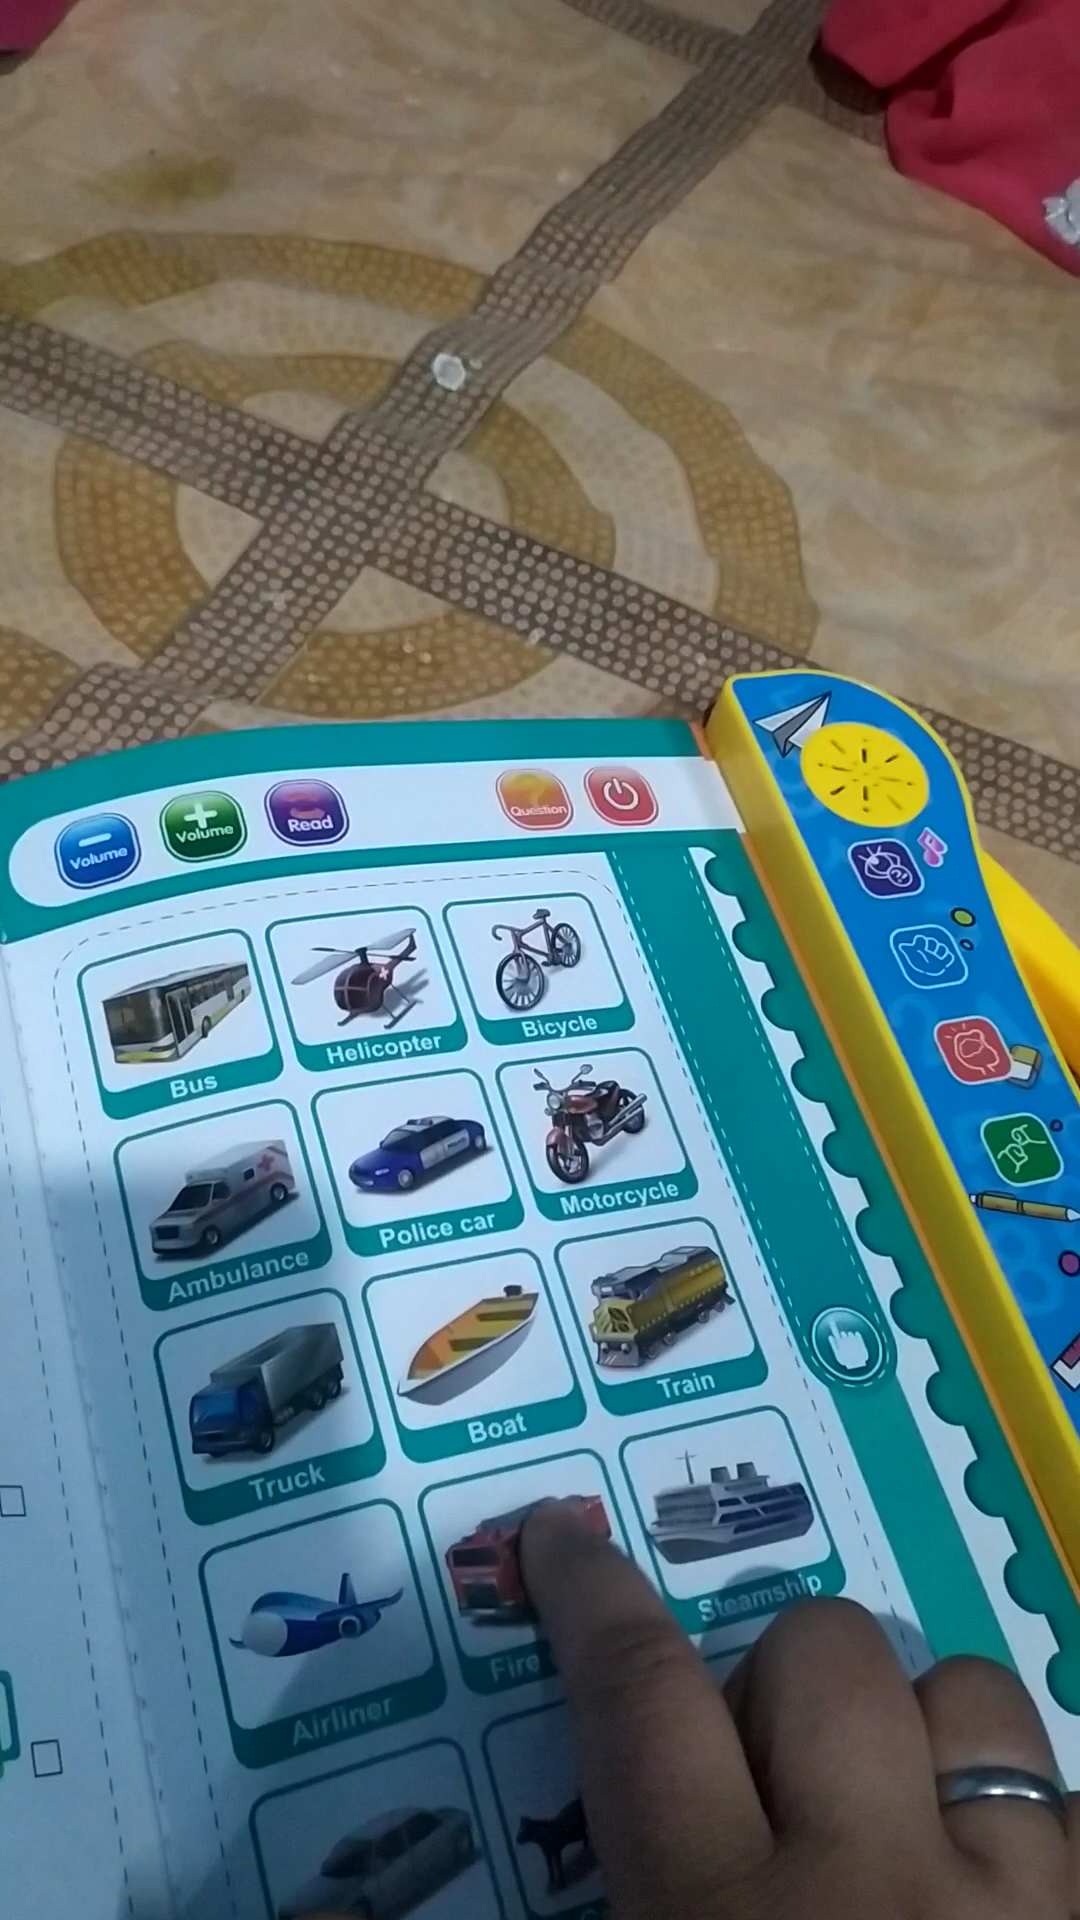 Volume
Volume
Read
Question
Bus
Helicopter
Bicycle
Ambulance
Police car
Motorcycle
Truck
Boat
Train
Airliner
Fire
Steamship